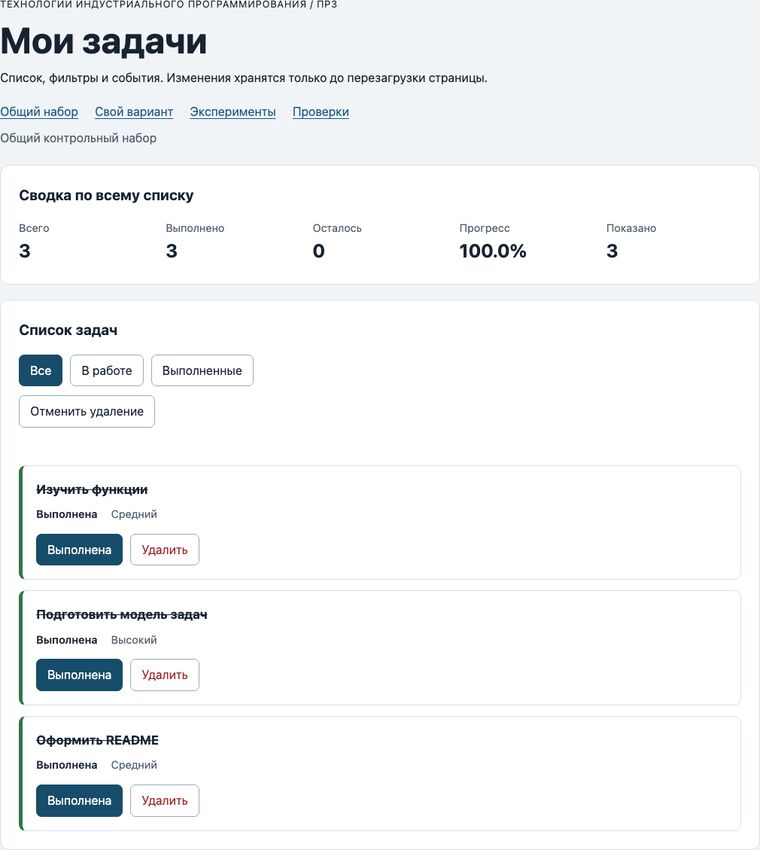 ТЕХНОЛОГИИ ИНДУСТРИАЛЬНОГО ПРОГРАММИРОВАНИЯ / ПР3
Мои задачи
Список, фильтры и события. Изменения хранятся только до перезагрузки страницы.
Общий набор Свой вариант Эксперименты Проверки
Общий контрольный набор
Сводка по всему списку
Всего Выполнено Осталось Прогресс Показано
3 3 0 100.0% 3
Список задач
Все В работе Выполненные
Отменить удаление
Изучить функции
Выполнена Средний
Выполнена Удалить
Подготовить модель задач
Выполнена Высокий
Выполнена Удалить
Оформить README
Выполнена Средний
Выполнена Удалить